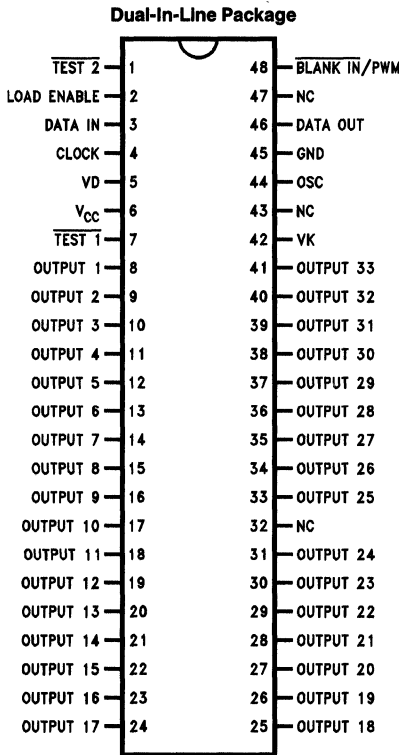 Dual-In-Line Package
TEST 2 1 48 BLANK IN/PWM
LOAD ENABLE 2 47 NC
DATA IN 3 46 DATA OUT
CLOCK 4 45 GND
VD 5 44 OSC
VCC 6 43 NC
TEST 1 7 42 VK
OUTPUT 1 8 41 OUTPUT 33
OUTPUT 2 9 40 OUTPUT 32
OUTPUT 3 10 39 OUTPUT 31
OUTPUT 4 11 38 OUTPUT 30
OUTPUT 5 12 37 OUTPUT 29
OUTPUT 6 13 36 OUTPUT 28
OUTPUT 7 14 35 OUTPUT 27
OUTPUT 8 15 34 OUTPUT 26
OUTPUT 9 16 33 OUTPUT 25
OUTPUT 10 17 32 NC
OUTPUT 11 18 31 OUTPUT 24
OUTPUT 12 19 30 OUTPUT 23
OUTPUT 13 20 29 OUTPUT 22
OUTPUT 14 21 28 OUTPUT 21
OUTPUT 15 22 27 OUTPUT 20
OUTPUT 16 23 26 OUTPUT 19
OUTPUT 17 24 25 OUTPUT 18